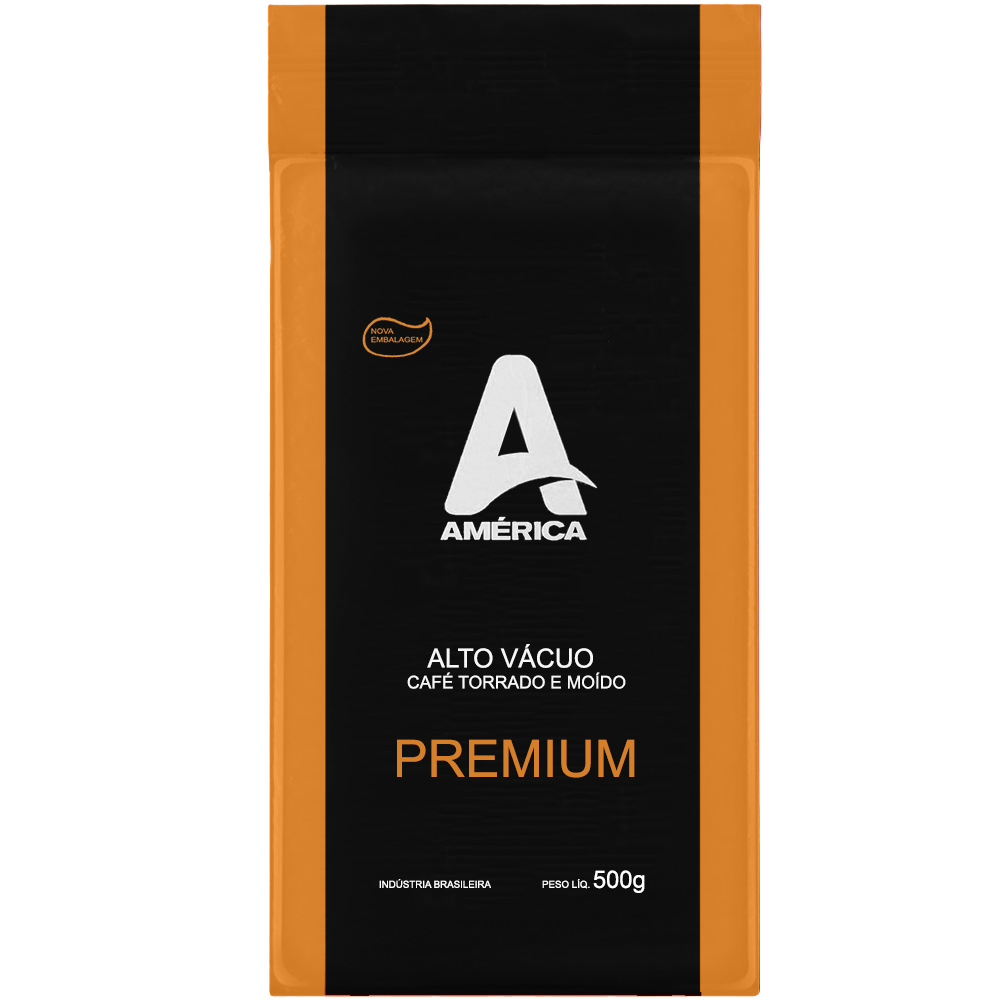 NOVA
EMBALAGEM
AMÉRICA
ALTO VÁCUO
CAFÉ TORRADO E MOÍDO
PREMIUM
INDÚSTRIA BRASILEIRA
PESO LÍQ. 500g